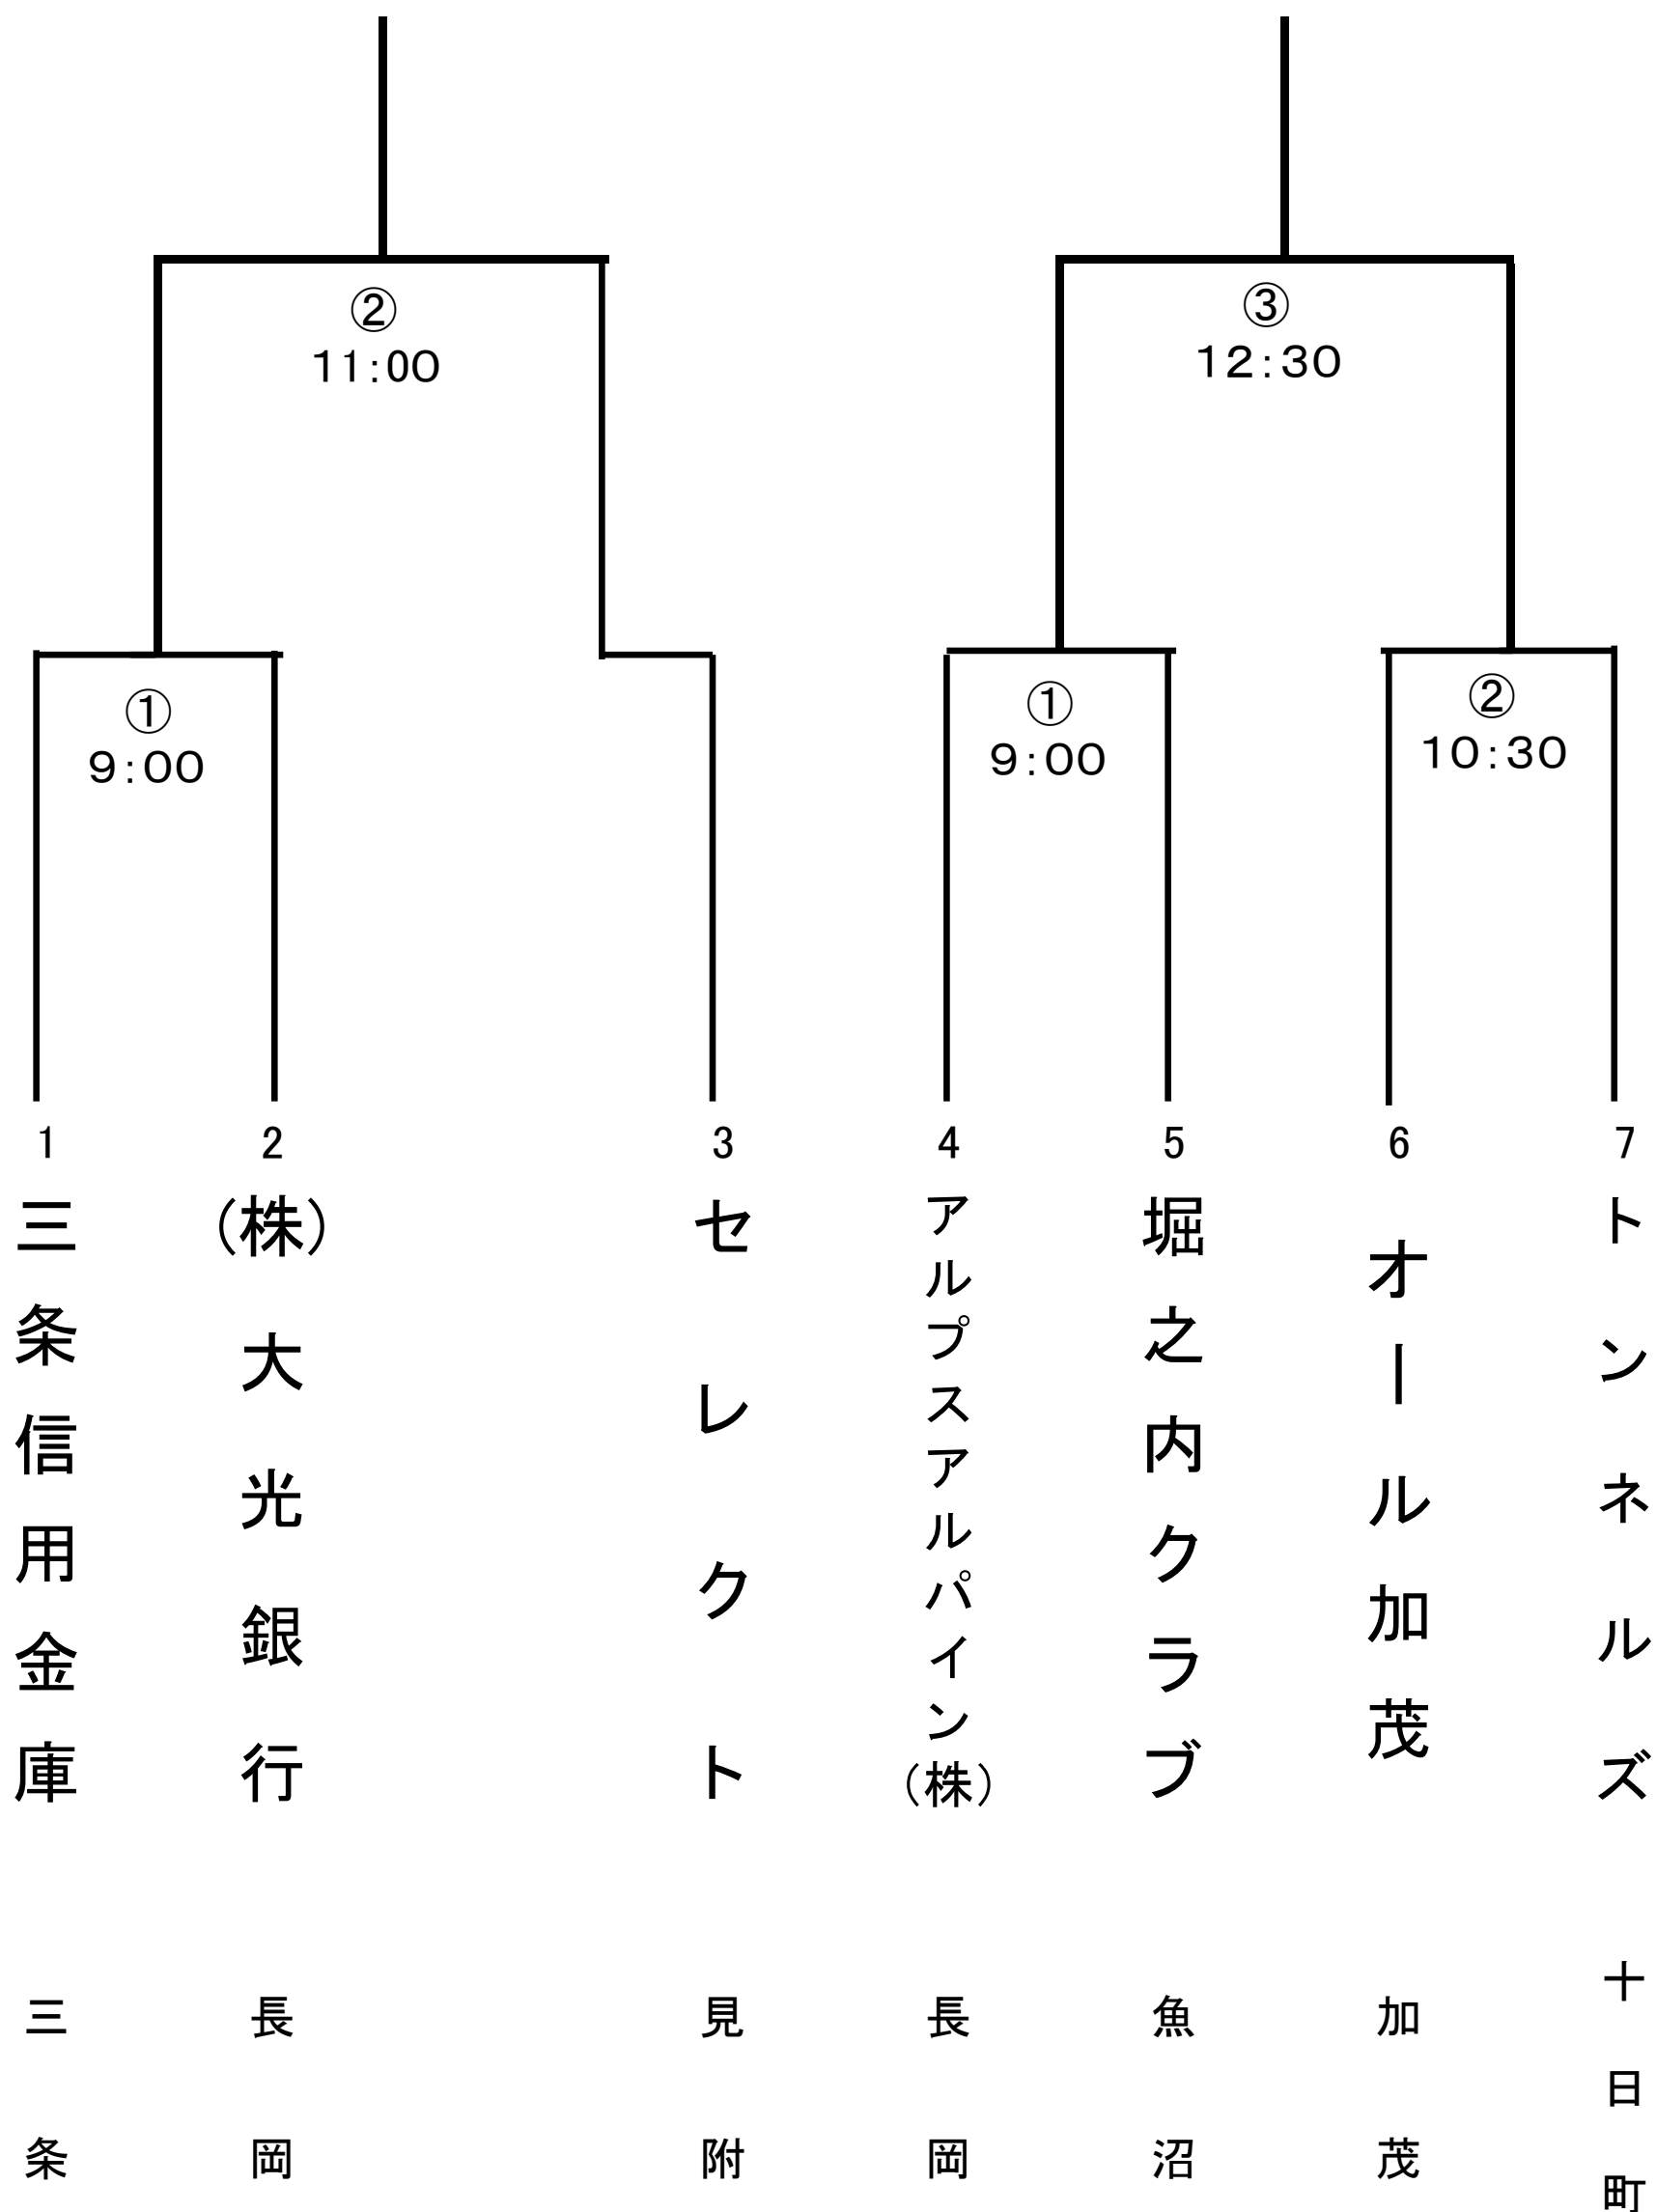 ②
11:00
③
12:30
①
9:00
①
9:00
②
10:30
1
2
3
4
5
6
7
三条信用金庫
(株)大光銀行
セレクト
アルプスアルパイン(株)
堀之内クラブ
オール加茂
トンネルズ
三条
長岡
見附
長岡
魚沼
加茂
十日町